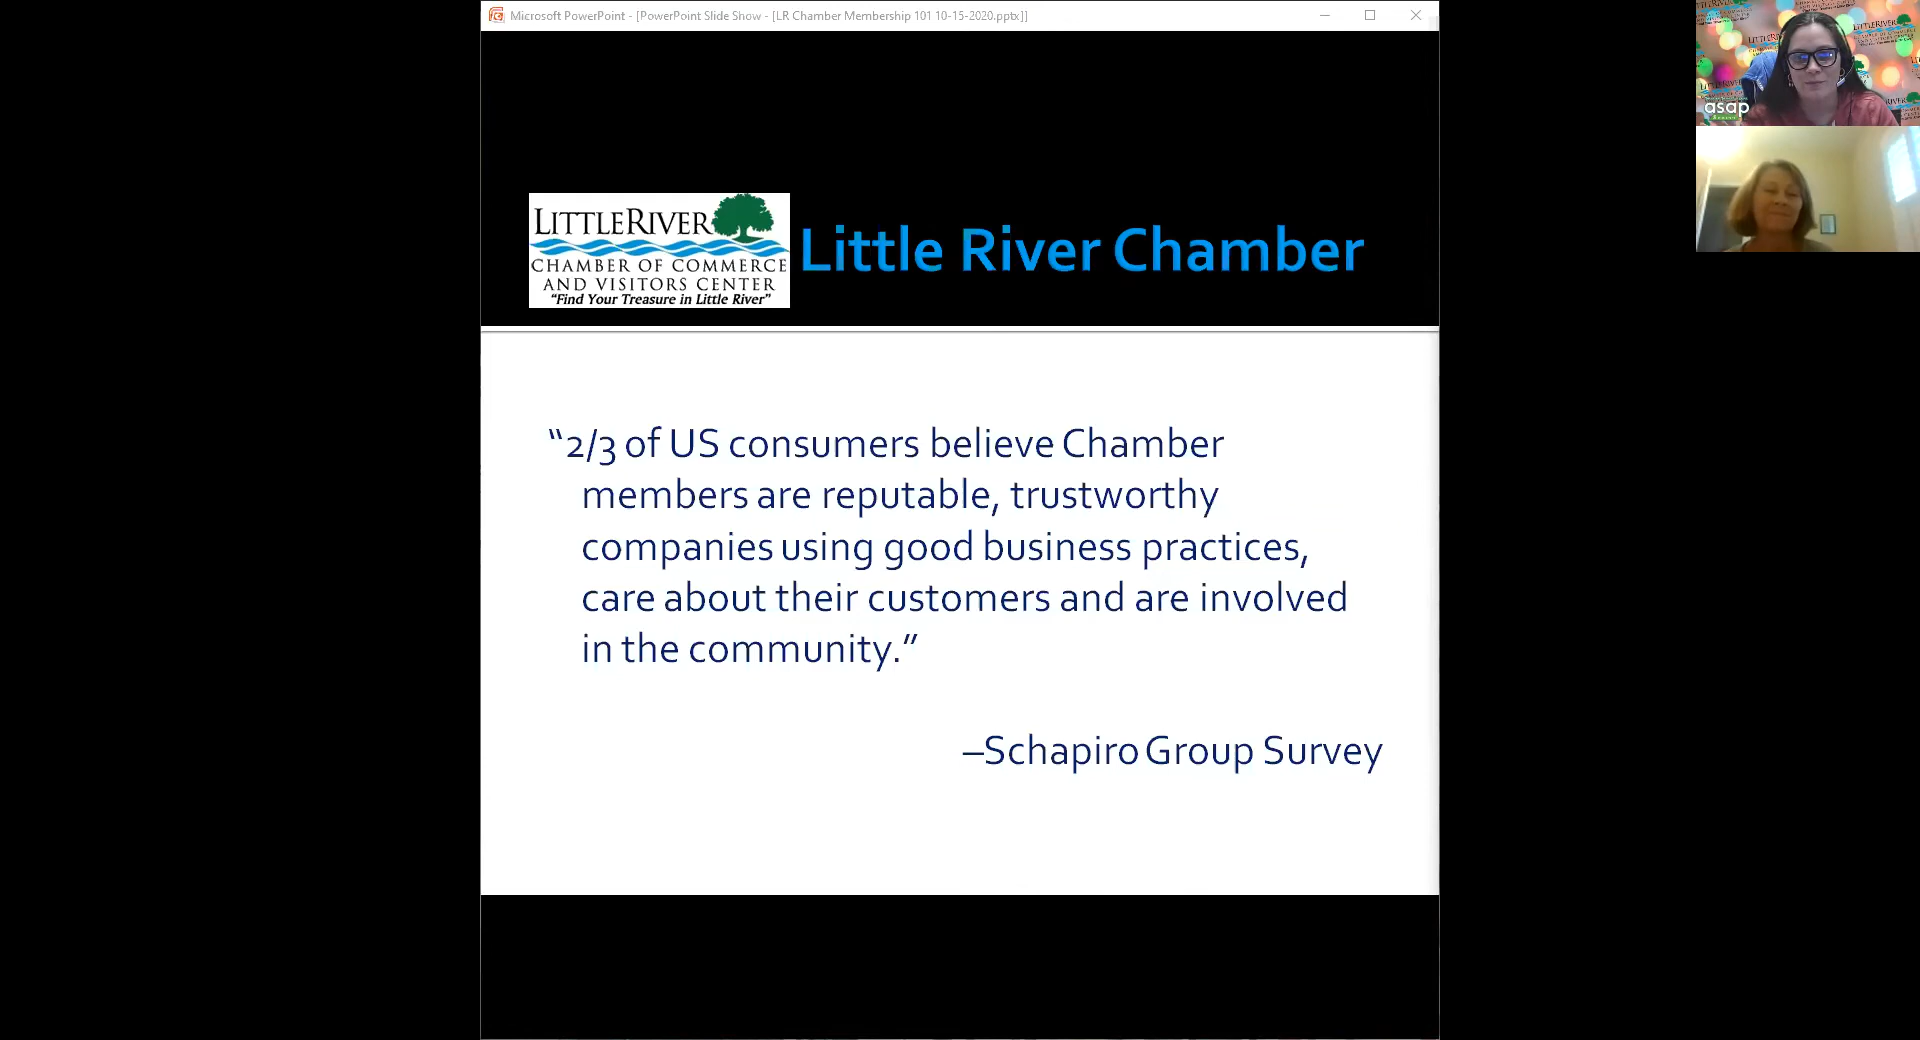 Microsoft PowerPoint - [PowerPoint Slide Show - [LR Chamber Membership 101 10-15-2020.pptx]]
LITTLERIVER
CHAMBER OF COMMERCE
AND VISITORS CENTER
"Find Your Treasure in Little River"
Little River Chamber
“2/3 of US consumers believe Chamber
members are reputable, trustworthy
companies using good business practices,
care about their customers and are involved
in the community.”
–Schapiro Group Survey
asap